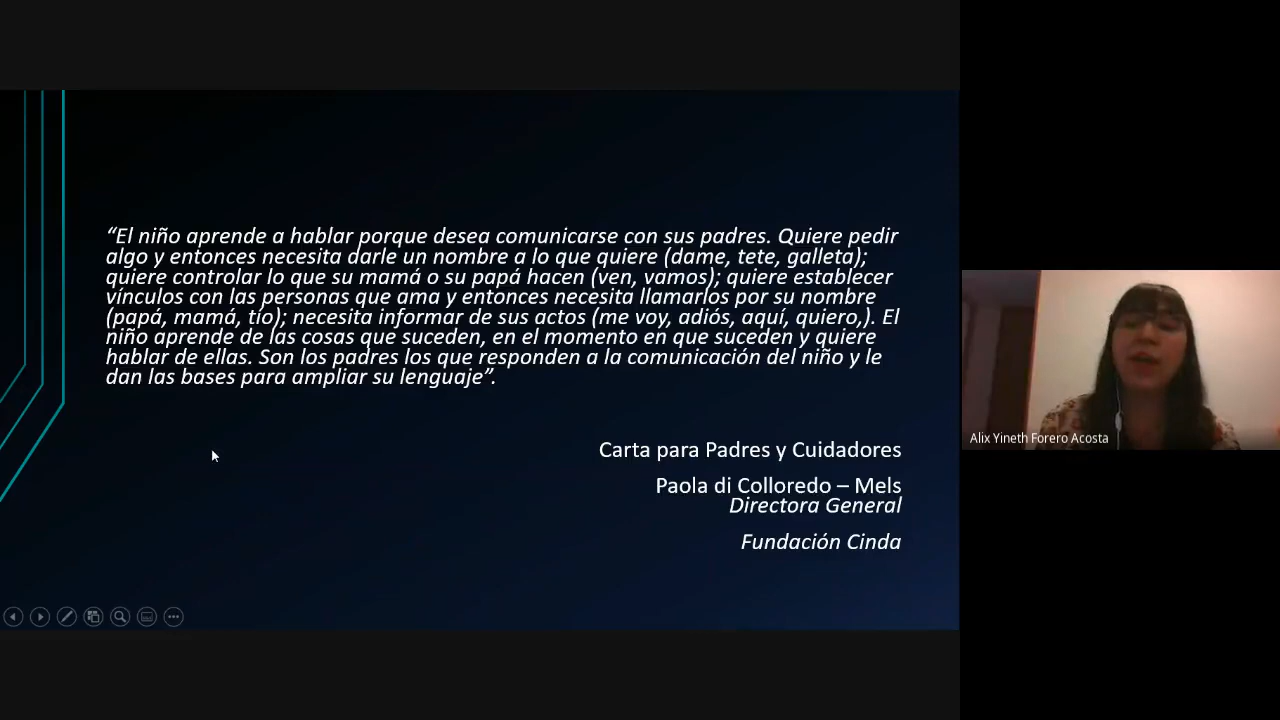 “El niño aprende a hablar porque desea comunicarse con sus padres. Quiere pedir
algo y entonces necesita darle un nombre a lo que quiere (dame, tete, galleta);
quiere controlar lo que su mamá o su papá hacen (ven, vamos); quiere establecer
vínculos con las personas que ama y entonces necesita llamarlos por su nombre
(papá, mamá, tío); necesita informar de sus actos (me voy, adiós, aquí, quiero,). El
niño aprende de las cosas que suceden, en el momento en que suceden y quiere
hablar de ellas. Son los padres los que responden a la comunicación del niño y le
dan las bases para ampliar su lenguaje”.
Carta para Padres y Cuidadores
Paola di Colloredo – Mels
Directora General
Fundación Cinda
Alix Yineth Forero Acosta